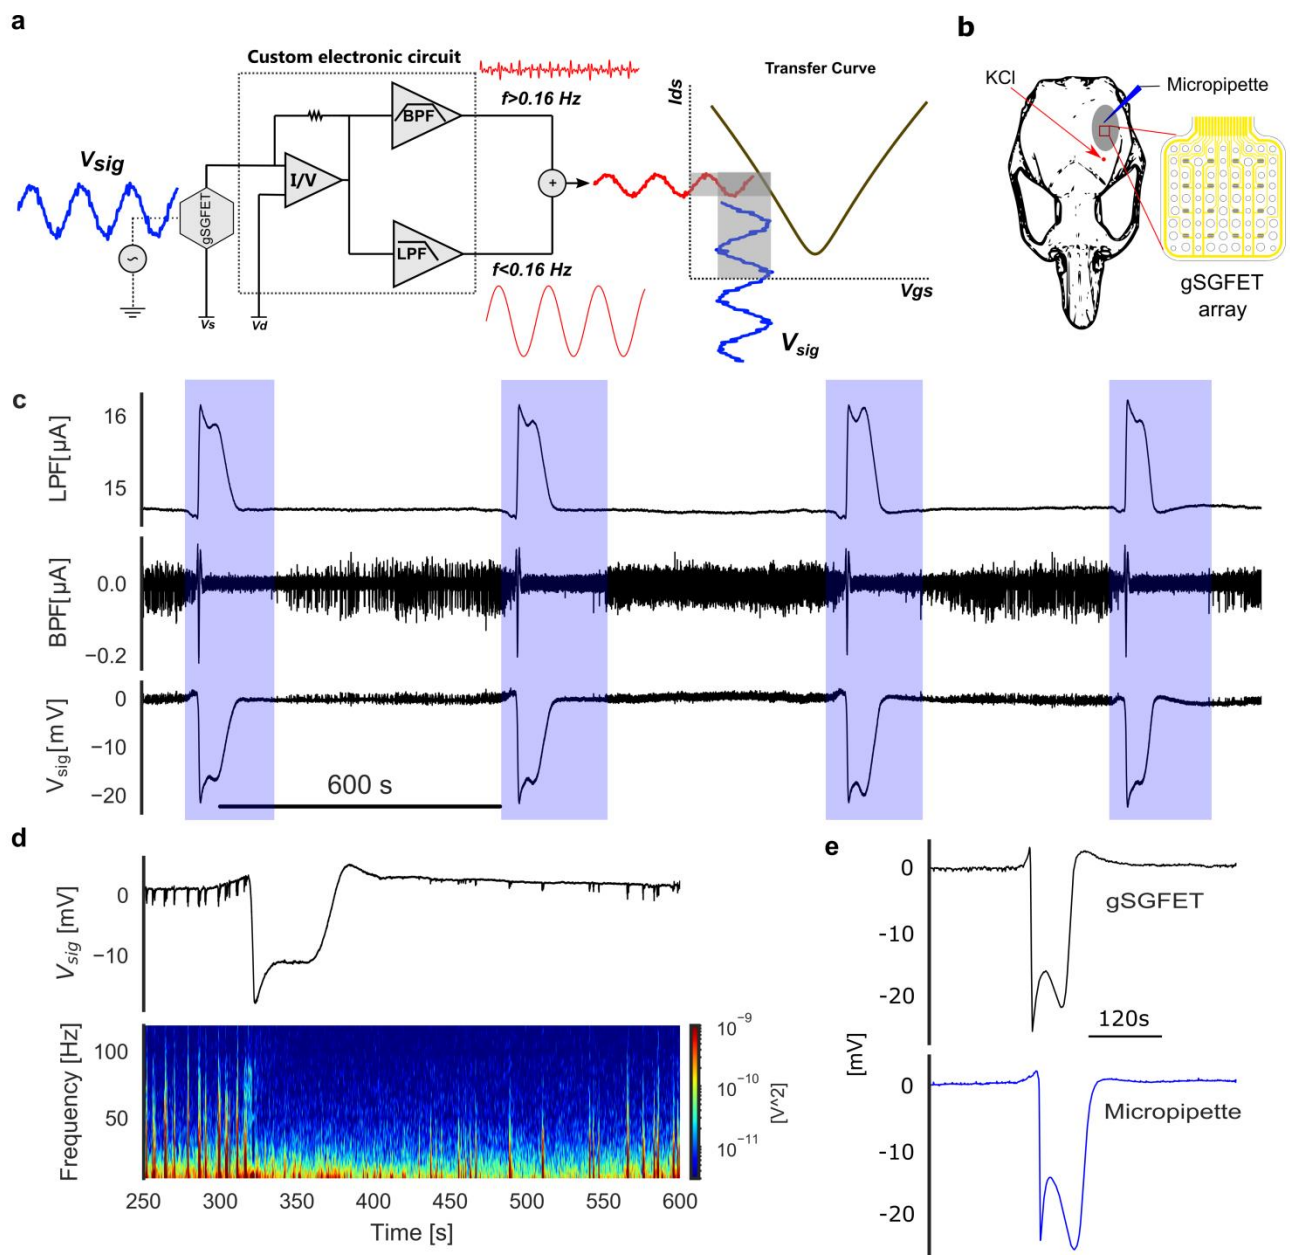 a
Custom electronic circuit
f>0.16 Hz
Transfer Curve
Ids
BPF
Vsig
gSGFET
I/V
+
LPF
f<0.16 Hz
Vgs
Vs
Vd
Vsig
b
KCl
Micropipette
gSGFET
array
c
LPF[µA]
16
15
BPF[µA]
0.0
−0.2
Vsig[mV]
0
−10
−20
600 s
d
Vsig [mV]
0
−10
Frequency [Hz]
100
50
10⁻⁹
10⁻¹⁰
10⁻¹¹
[V^2]
250 300 350 400 450 500 550 600
Time [s]
e
0
gSGFET
-10
-20
120s
[mV]
0
Micropipette
-10
-20